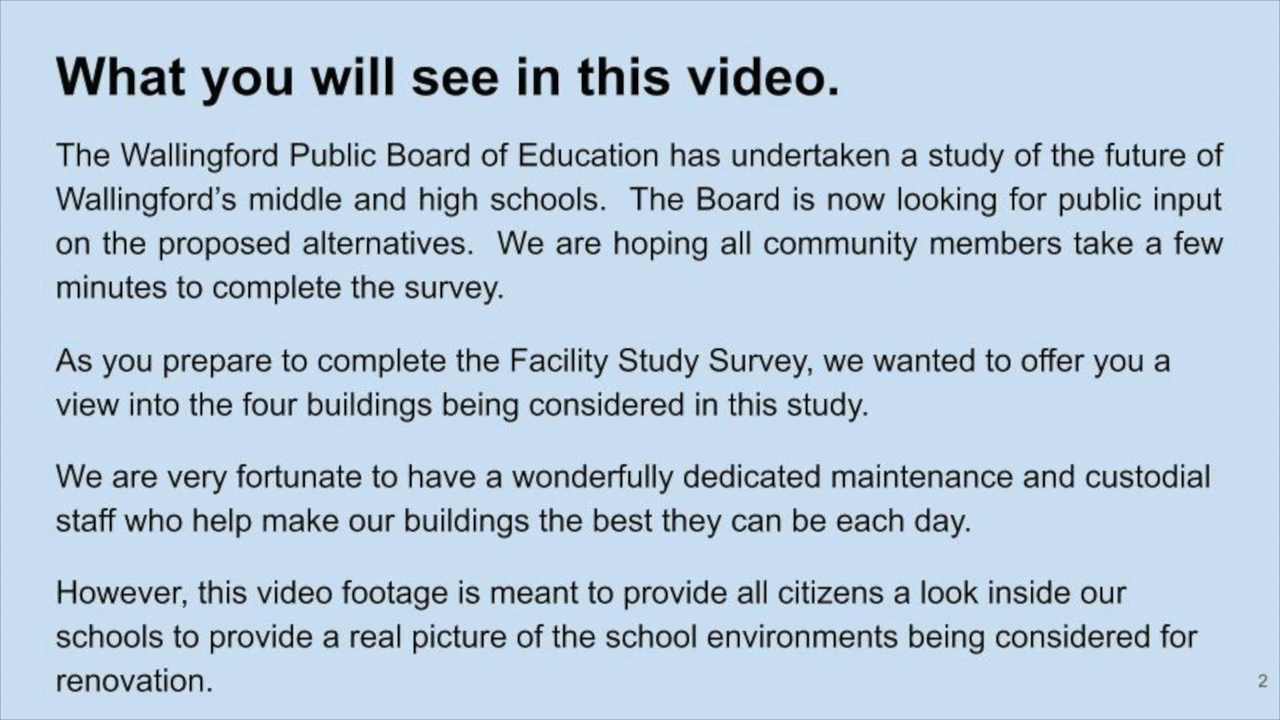 What you will see in this video.
The Wallingford Public Board of Education has undertaken a study of the future of
Wallingford’s middle and high schools.  The Board is now looking for public input
on the proposed alternatives.  We are hoping all community members take a few
minutes to complete the survey.
As you prepare to complete the Facility Study Survey, we wanted to offer you a
view into the four buildings being considered in this study.
We are very fortunate to have a wonderfully dedicated maintenance and custodial
staff who help make our buildings the best they can be each day.
However, this video footage is meant to provide all citizens a look inside our
schools to provide a real picture of the school environments being considered for
renovation.
2